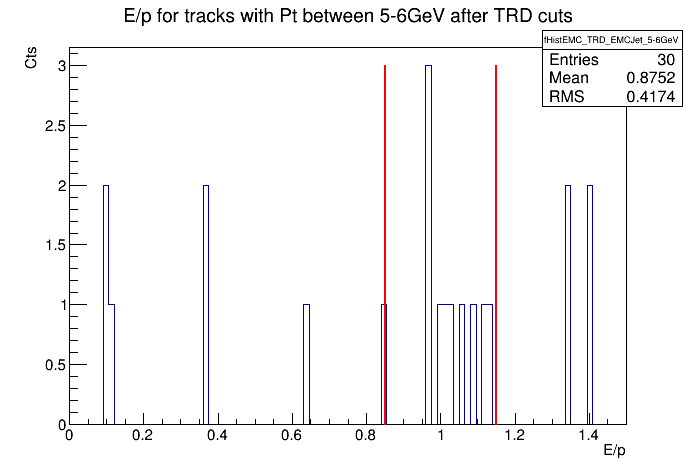 E/p for tracks with Pt between 5-6GeV after TRD cuts
fHistEMC_TRD_EMCJet_5-6GeV
Entries 30
Mean 0.8752
RMS 0.4174
Cts
3
2.5
2
1.5
1
0.5
0
0 0.2 0.4 0.6 0.8 1 1.2 1.4
E/p